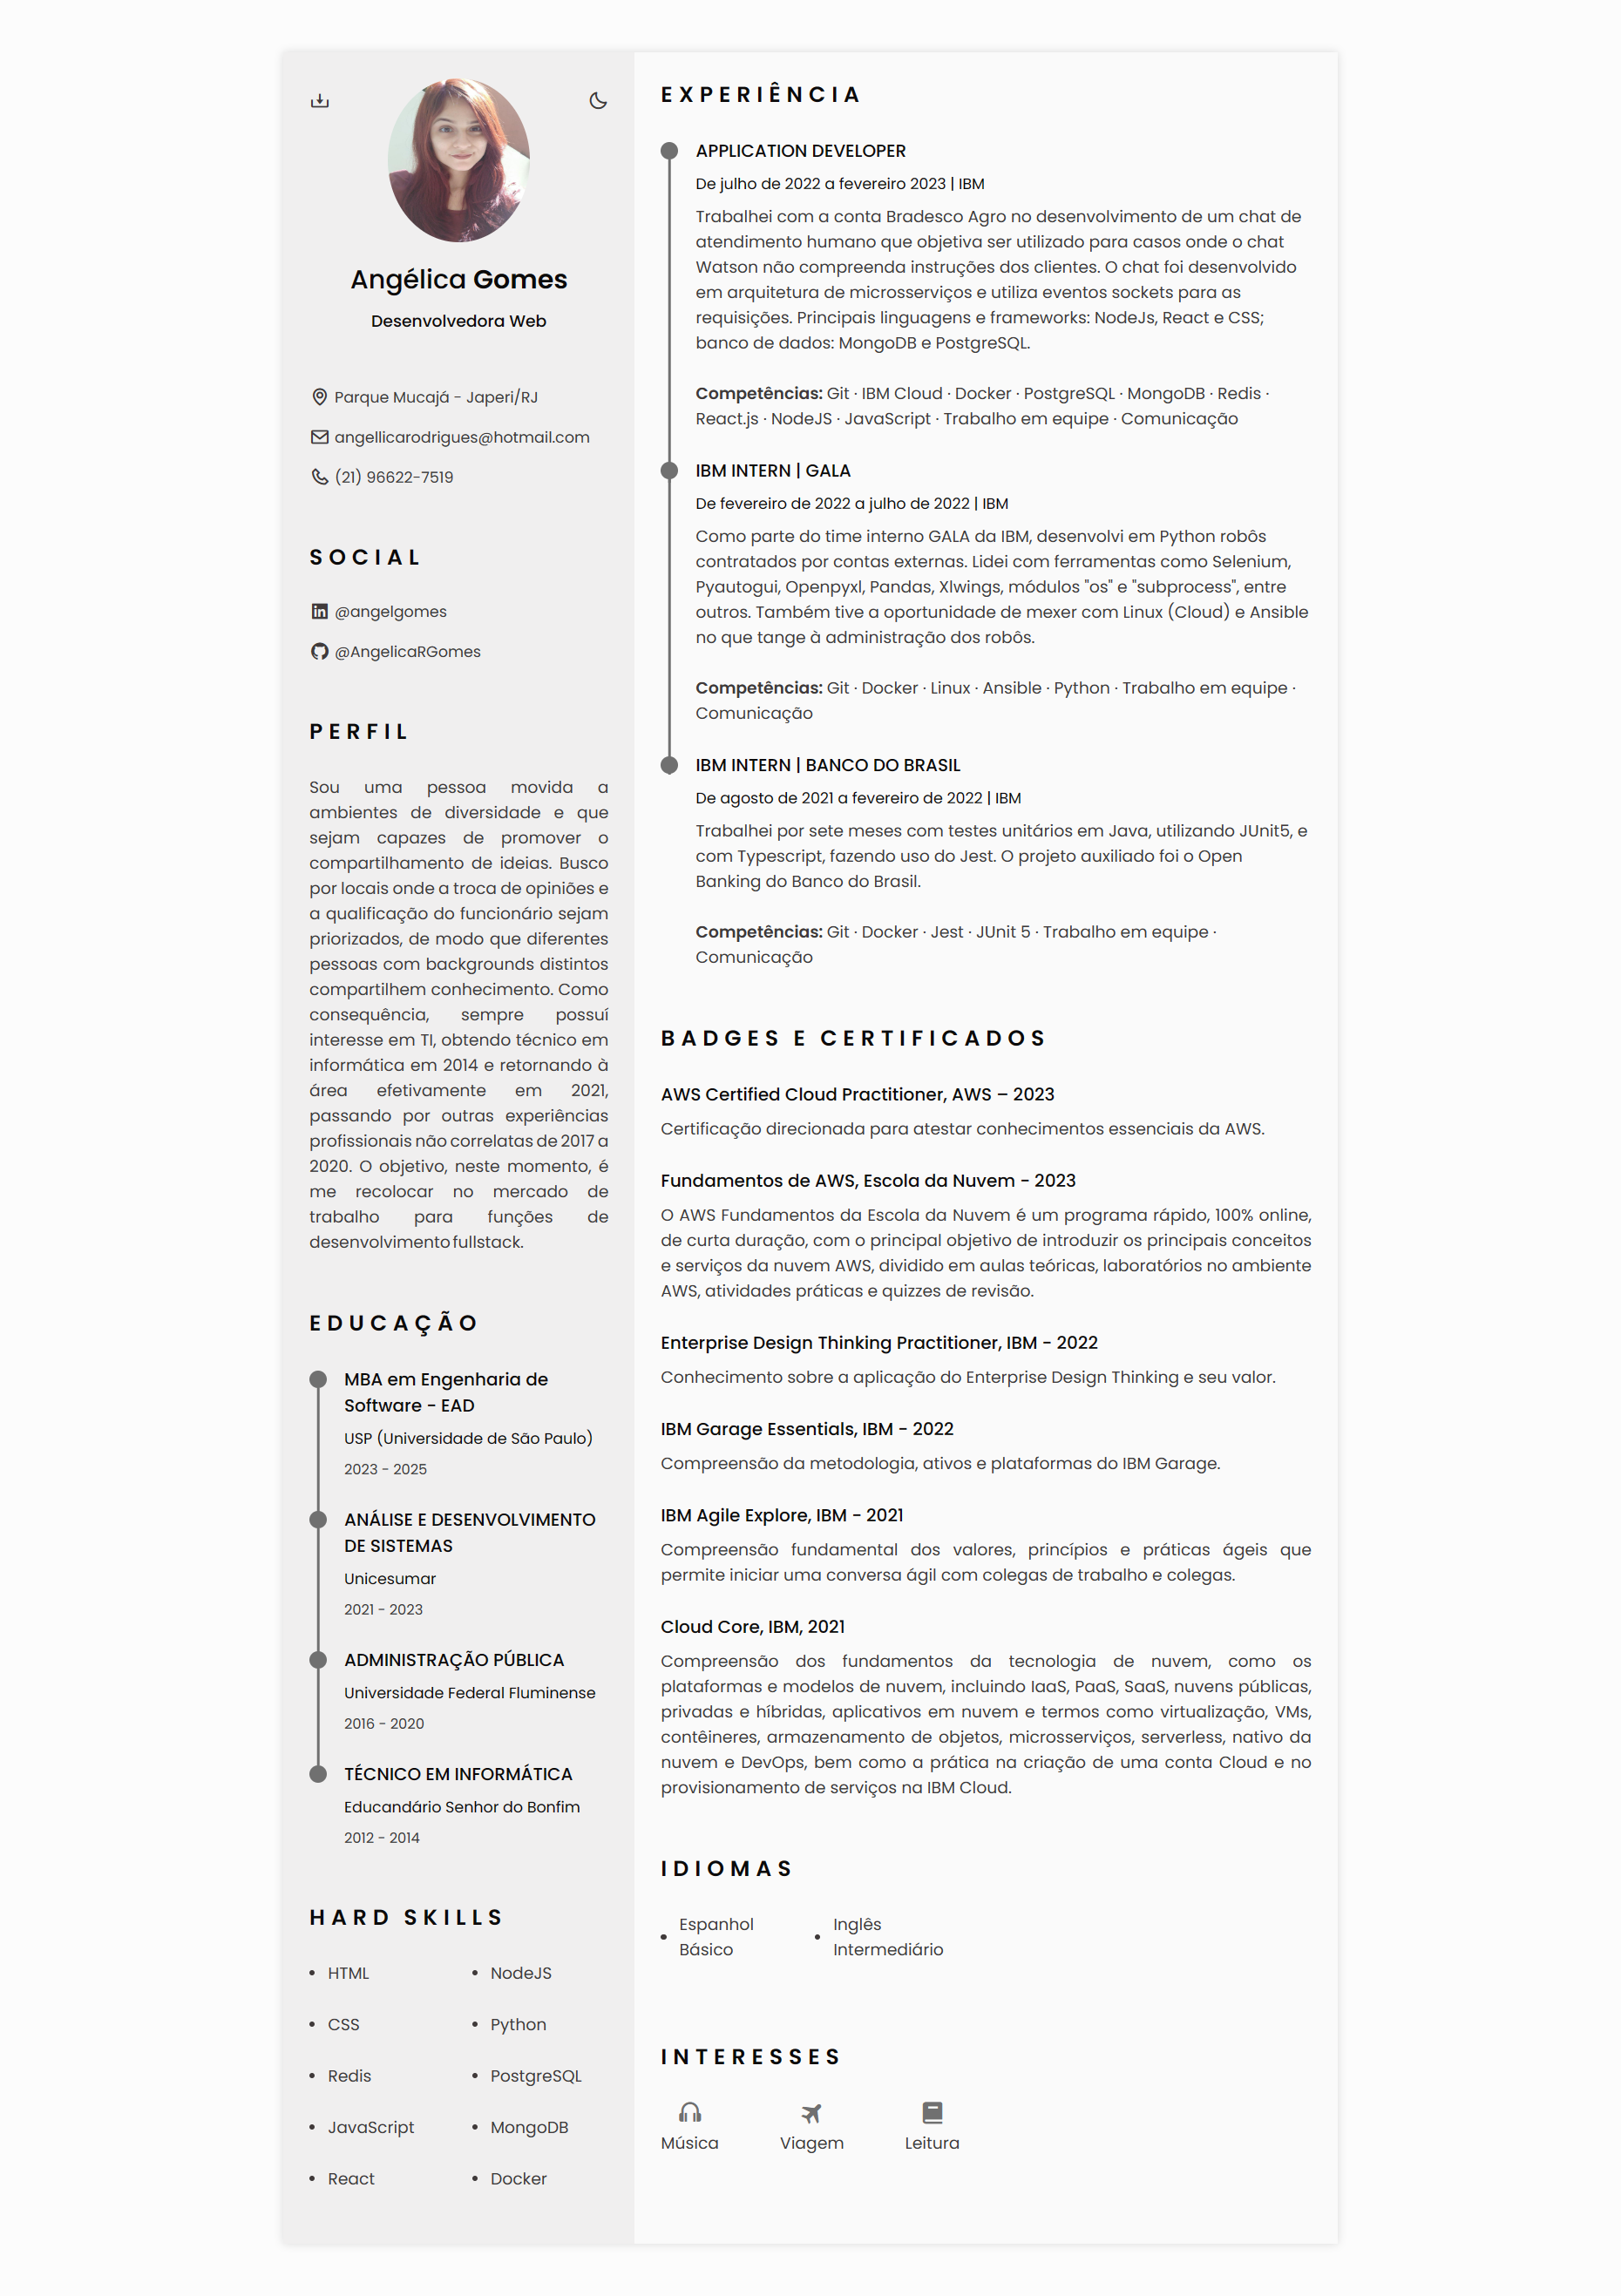 Angélica Gomes
Desenvolvedora Web
Parque Mucajá - Japeri/RJ
angellicarodrigues@hotmail.com
(21) 96622-7519
SOCIAL
@angelgomes
@AngelicaRGomes
PERFIL
Sou uma pessoa movida a
ambientes de diversidade e que
sejam capazes de promover o
compartilhamento de ideias. Busco
por locais onde a troca de opiniões e
a qualificação do funcionário sejam
priorizados, de modo que diferentes
pessoas com backgrounds distintos
compartilhem conhecimento. Como
consequência, sempre possuí
interesse em TI, obtendo técnico em
informática em 2014 e retornando à
área efetivamente em 2021,
passando por outras experiências
profissionais não correlatas de 2017 a
2020. O objetivo, neste momento, é
me recolocar no mercado de
trabalho para funções de
desenvolvimento fullstack.
EDUCAÇÃO
MBA em Engenharia de
Software - EAD
USP (Universidade de São Paulo)
2023 - 2025
ANÁLISE E DESENVOLVIMENTO
DE SISTEMAS
Unicesumar
2021 - 2023
ADMINISTRAÇÃO PÚBLICA
Universidade Federal Fluminense
2016 - 2020
TÉCNICO EM INFORMÁTICA
Educandário Senhor do Bonfim
2012 - 2014
HARD SKILLS
• HTML • NodeJS
• CSS • Python
• Redis • PostgreSQL
• JavaScript • MongoDB
• React • Docker
EXPERIÊNCIA
APPLICATION DEVELOPER
De julho de 2022 a fevereiro 2023 | IBM
Trabalhei com a conta Bradesco Agro no desenvolvimento de um chat de
atendimento humano que objetiva ser utilizado para casos onde o chat
Watson não compreenda instruções dos clientes. O chat foi desenvolvido
em arquitetura de microsserviços e utiliza eventos sockets para as
requisições. Principais linguagens e frameworks: NodeJs, React e CSS;
banco de dados: MongoDB e PostgreSQL.
Competências: Git · IBM Cloud · Docker · PostgreSQL · MongoDB · Redis ·
React.js · NodeJS · JavaScript · Trabalho em equipe · Comunicação
IBM INTERN | GALA
De fevereiro de 2022 a julho de 2022 | IBM
Como parte do time interno GALA da IBM, desenvolvi em Python robôs
contratados por contas externas. Lidei com ferramentas como Selenium,
Pyautogui, Openpyxl, Pandas, Xlwings, módulos "os" e "subprocess", entre
outros. Também tive a oportunidade de mexer com Linux (Cloud) e Ansible
no que tange à administração dos robôs.
Competências: Git · Docker · Linux · Ansible · Python · Trabalho em equipe ·
Comunicação
IBM INTERN | BANCO DO BRASIL
De agosto de 2021 a fevereiro de 2022 | IBM
Trabalhei por sete meses com testes unitários em Java, utilizando JUnit5, e
com Typescript, fazendo uso do Jest. O projeto auxiliado foi o Open
Banking do Banco do Brasil.
Competências: Git · Docker · Jest · JUnit 5 · Trabalho em equipe ·
Comunicação
BADGES E CERTIFICADOS
AWS Certified Cloud Practitioner, AWS – 2023
Certificação direcionada para atestar conhecimentos essenciais da AWS.
Fundamentos de AWS, Escola da Nuvem - 2023
O AWS Fundamentos da Escola da Nuvem é um programa rápido, 100% online,
de curta duração, com o principal objetivo de introduzir os principais conceitos
e serviços da nuvem AWS, dividido em aulas teóricas, laboratórios no ambiente
AWS, atividades práticas e quizzes de revisão.
Enterprise Design Thinking Practitioner, IBM - 2022
Conhecimento sobre a aplicação do Enterprise Design Thinking e seu valor.
IBM Garage Essentials, IBM - 2022
Compreensão da metodologia, ativos e plataformas do IBM Garage.
IBM Agile Explore, IBM - 2021
Compreensão fundamental dos valores, princípios e práticas ágeis que
permite iniciar uma conversa ágil com colegas de trabalho e colegas.
Cloud Core, IBM, 2021
Compreensão dos fundamentos da tecnologia de nuvem, como os
plataformas e modelos de nuvem, incluindo IaaS, PaaS, SaaS, nuvens públicas,
privadas e híbridas, aplicativos em nuvem e termos como virtualização, VMs,
contêineres, armazenamento de objetos, microsserviços, serverless, nativo da
nuvem e DevOps, bem como a prática na criação de uma conta Cloud e no
provisionamento de serviços na IBM Cloud.
IDIOMAS
• Espanhol
Básico
• Inglês
Intermediário
INTERESSES
Música Viagem Leitura